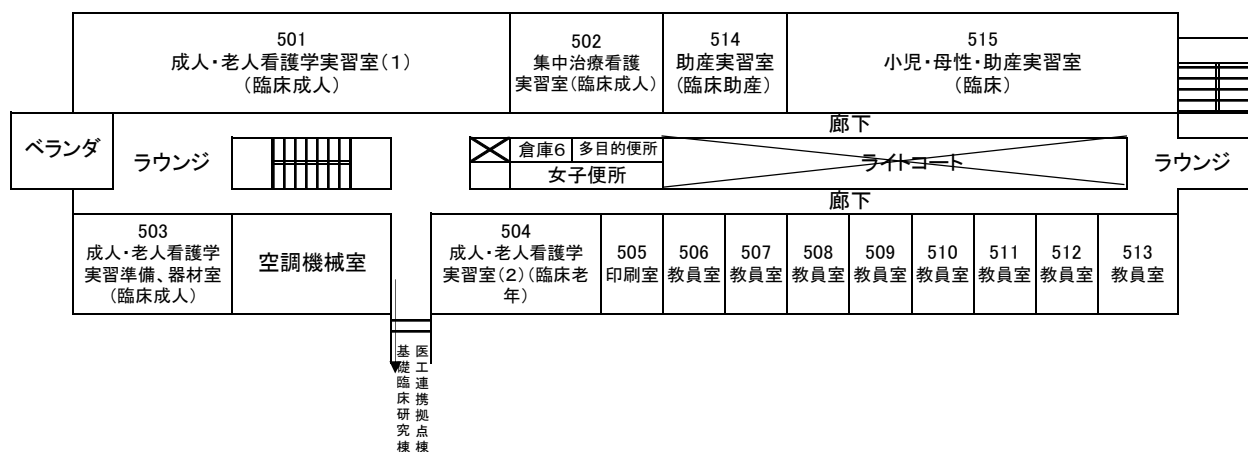 501
成人・老人看護学実習室(1)
(臨床成人)
502
集中治療看護
実習室(臨床成人)
514
助産実習室
(臨床助産)
515
小児・母性・助産実習室
(臨床)
廊下
ベランダ
ラウンジ
倉庫6
多目的便所
女子便所
ライトコート
ラウンジ
廊下
503
成人・老人看護学
実習準備、器材室
(臨床成人)
空調機械室
504
成人・老人看護学
実習室(2)(臨床老
年)
505
印刷室
506
教員室
507
教員室
508
教員室
509
教員室
510
教員室
511
教員室
512
教員室
513
教員室
医工連携拠点棟
基礎臨床研究棟